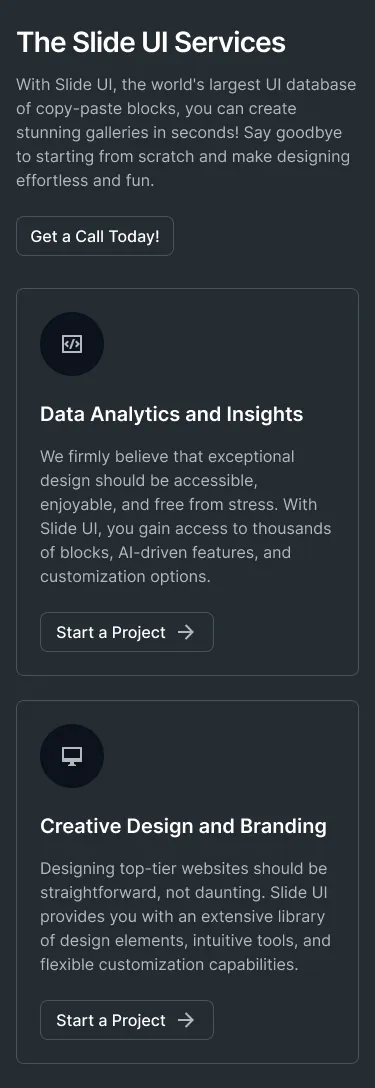 The Slide UI Services
With Slide UI, the world's largest UI database
of copy-paste blocks, you can create
stunning galleries in seconds! Say goodbye
to starting from scratch and make designing
effortless and fun.
Get a Call Today!
Data Analytics and Insights
We firmly believe that exceptional
design should be accessible,
enjoyable, and free from stress. With
Slide UI, you gain access to thousands
of blocks, AI-driven features, and
customization options.
Start a Project
Creative Design and Branding
Designing top-tier websites should be
straightforward, not daunting. Slide UI
provides you with an extensive library
of design elements, intuitive tools, and
flexible customization capabilities.
Start a Project